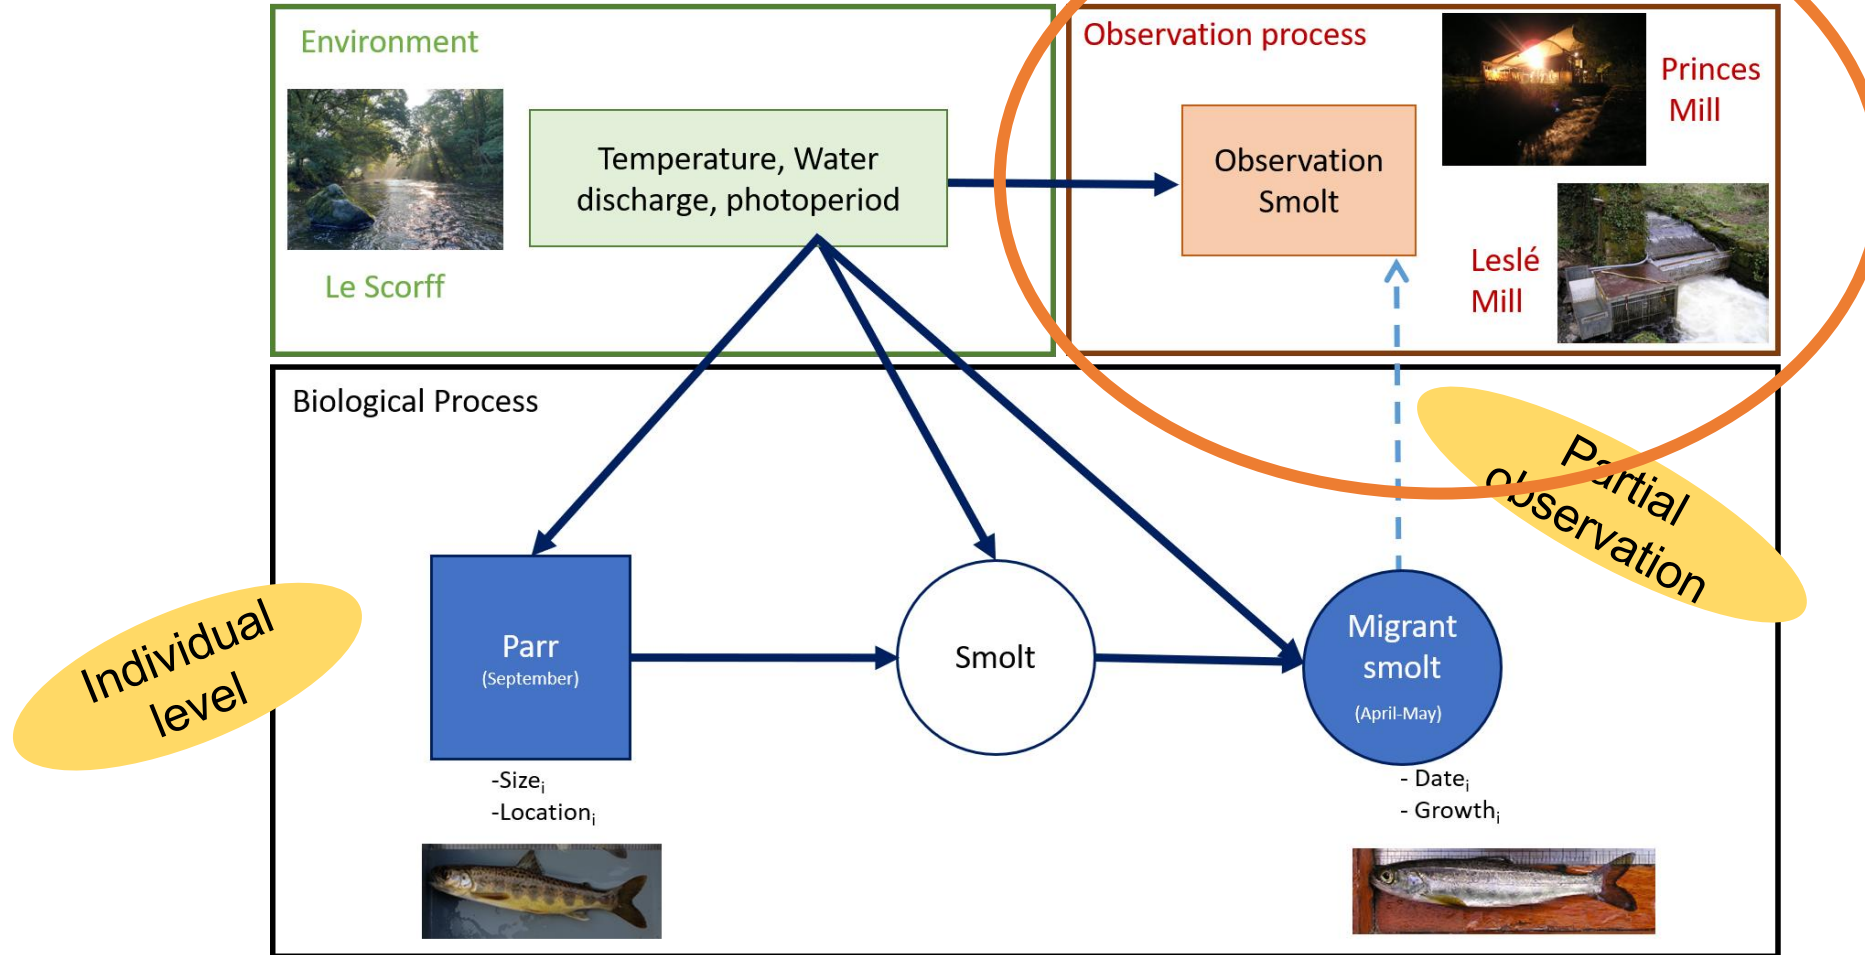 Environment
Temperature, Water
discharge, photoperiod
Le Scorff
Observation process
Observation
Smolt
Princes
Mill
Leslé
Mill
Biological Process
Partial
observation
Individual
level
Parr
(September)
Smolt
Migrant
smolt
(April-May)
-Sizeᵢ
-Locationᵢ
- Dateᵢ
- Growthᵢ